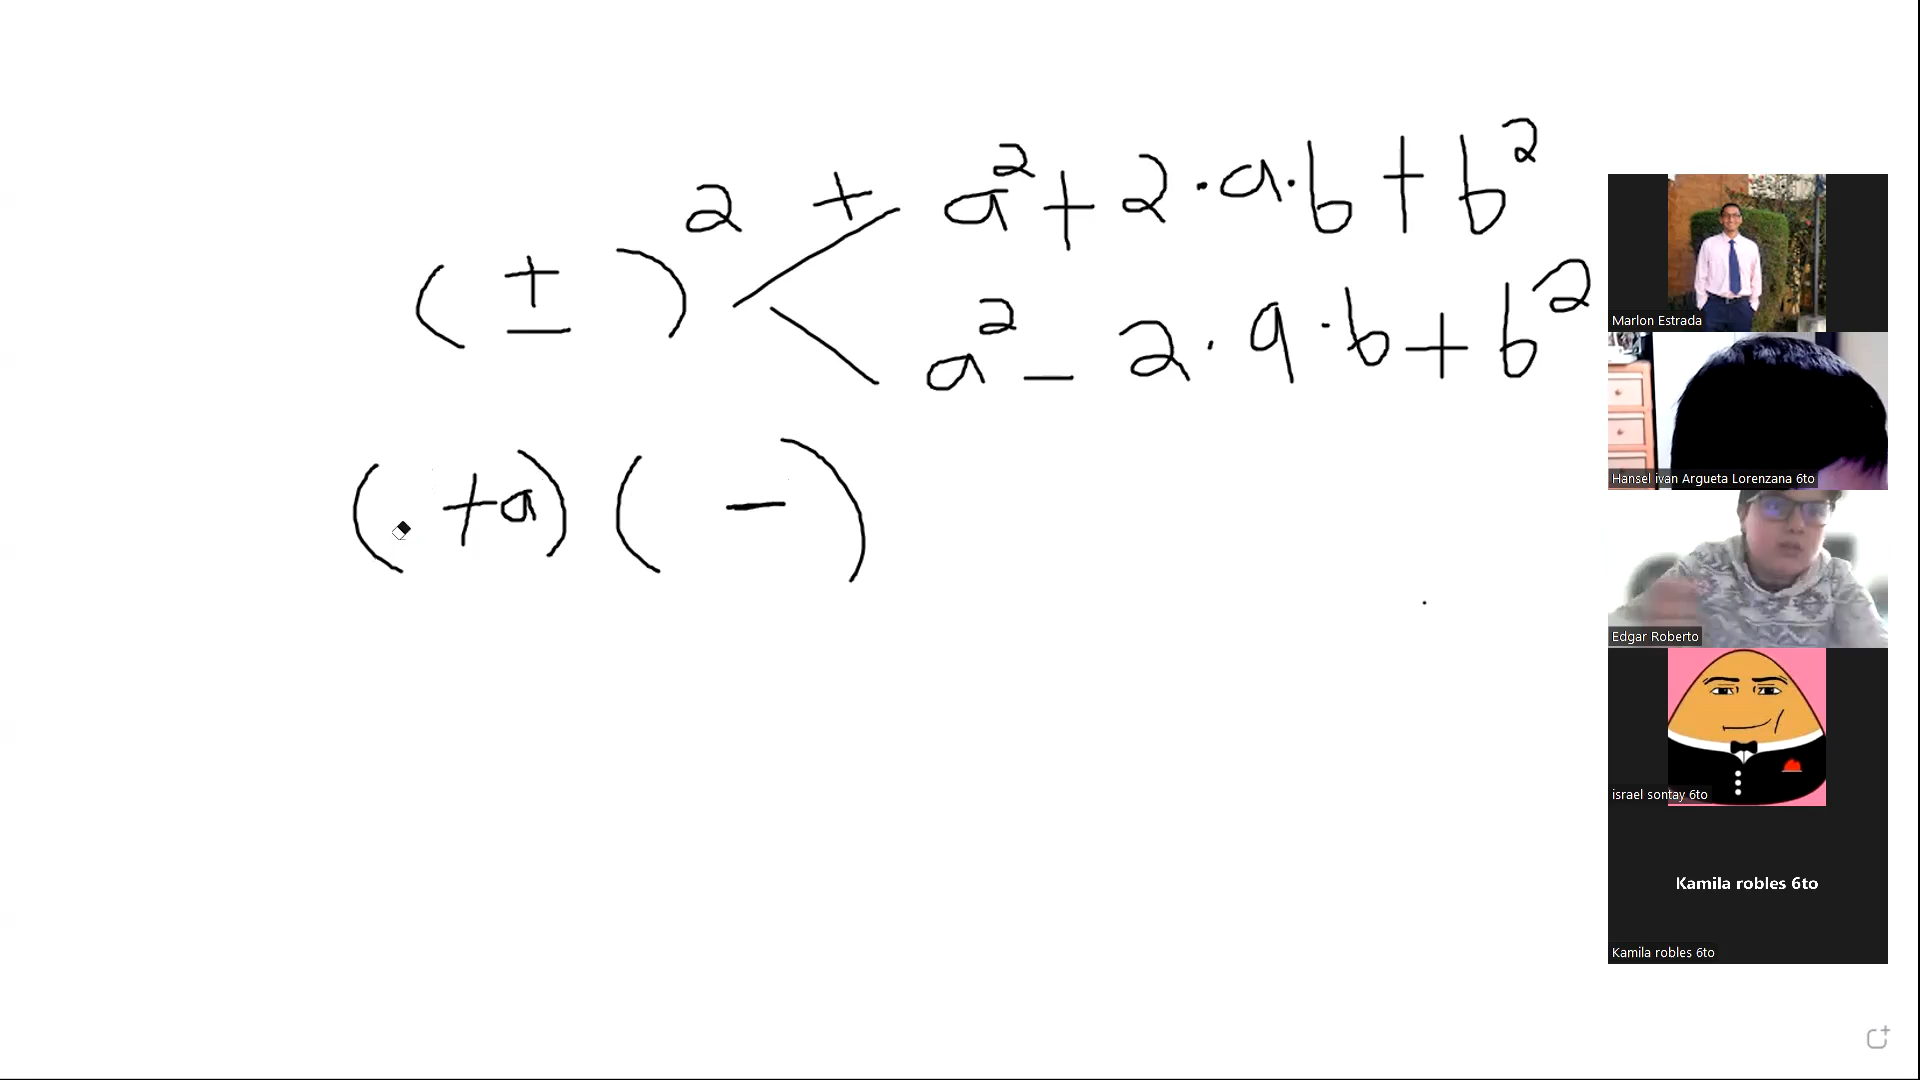 ( ± )² + a² + 2·a·b + b²
a² - 2·a·b + b²
( +a) ( - )
Marlon Estrada
Hansel ivan Argueta Lorenzana 6to
Edgar Roberto
israel sontay 6to
Kamila robles 6to
Kamila robles 6to